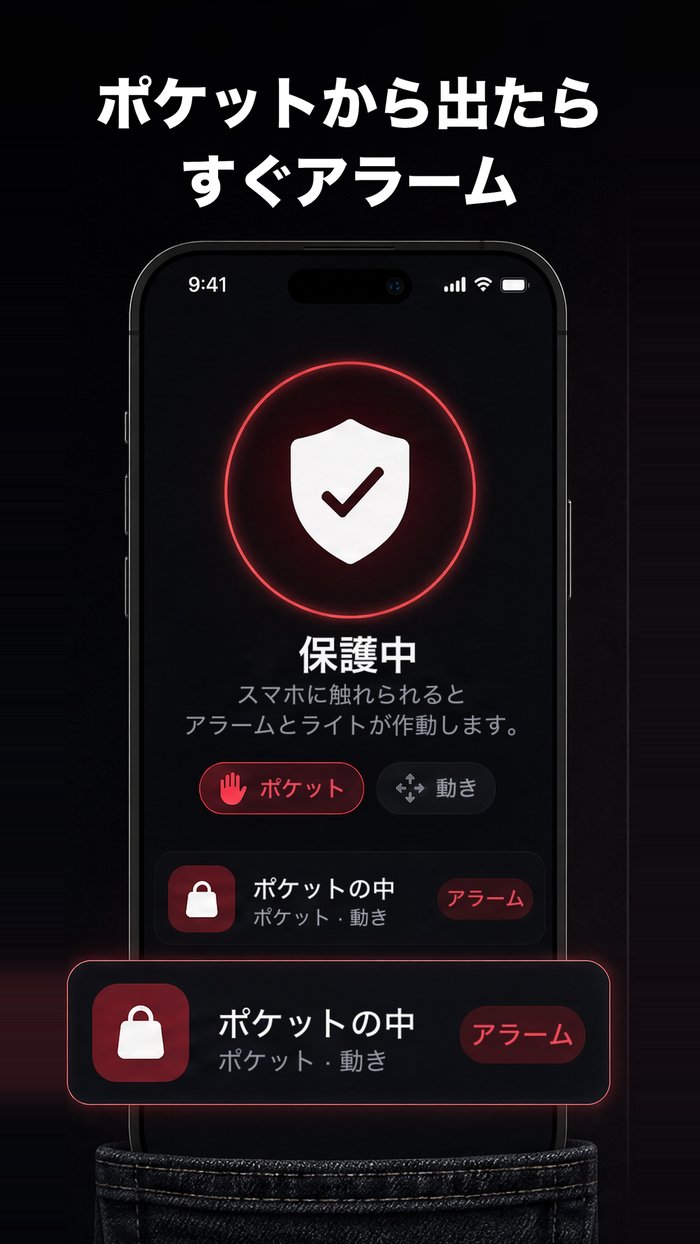 ポケットから出たら
すぐアラーム
9:41
保護中
スマホに触れられると
アラームとライトが作動します。
ポケット
動き
ポケットの中
アラーム
ポケット · 動き
ポケットの中
アラーム
ポケット · 動き